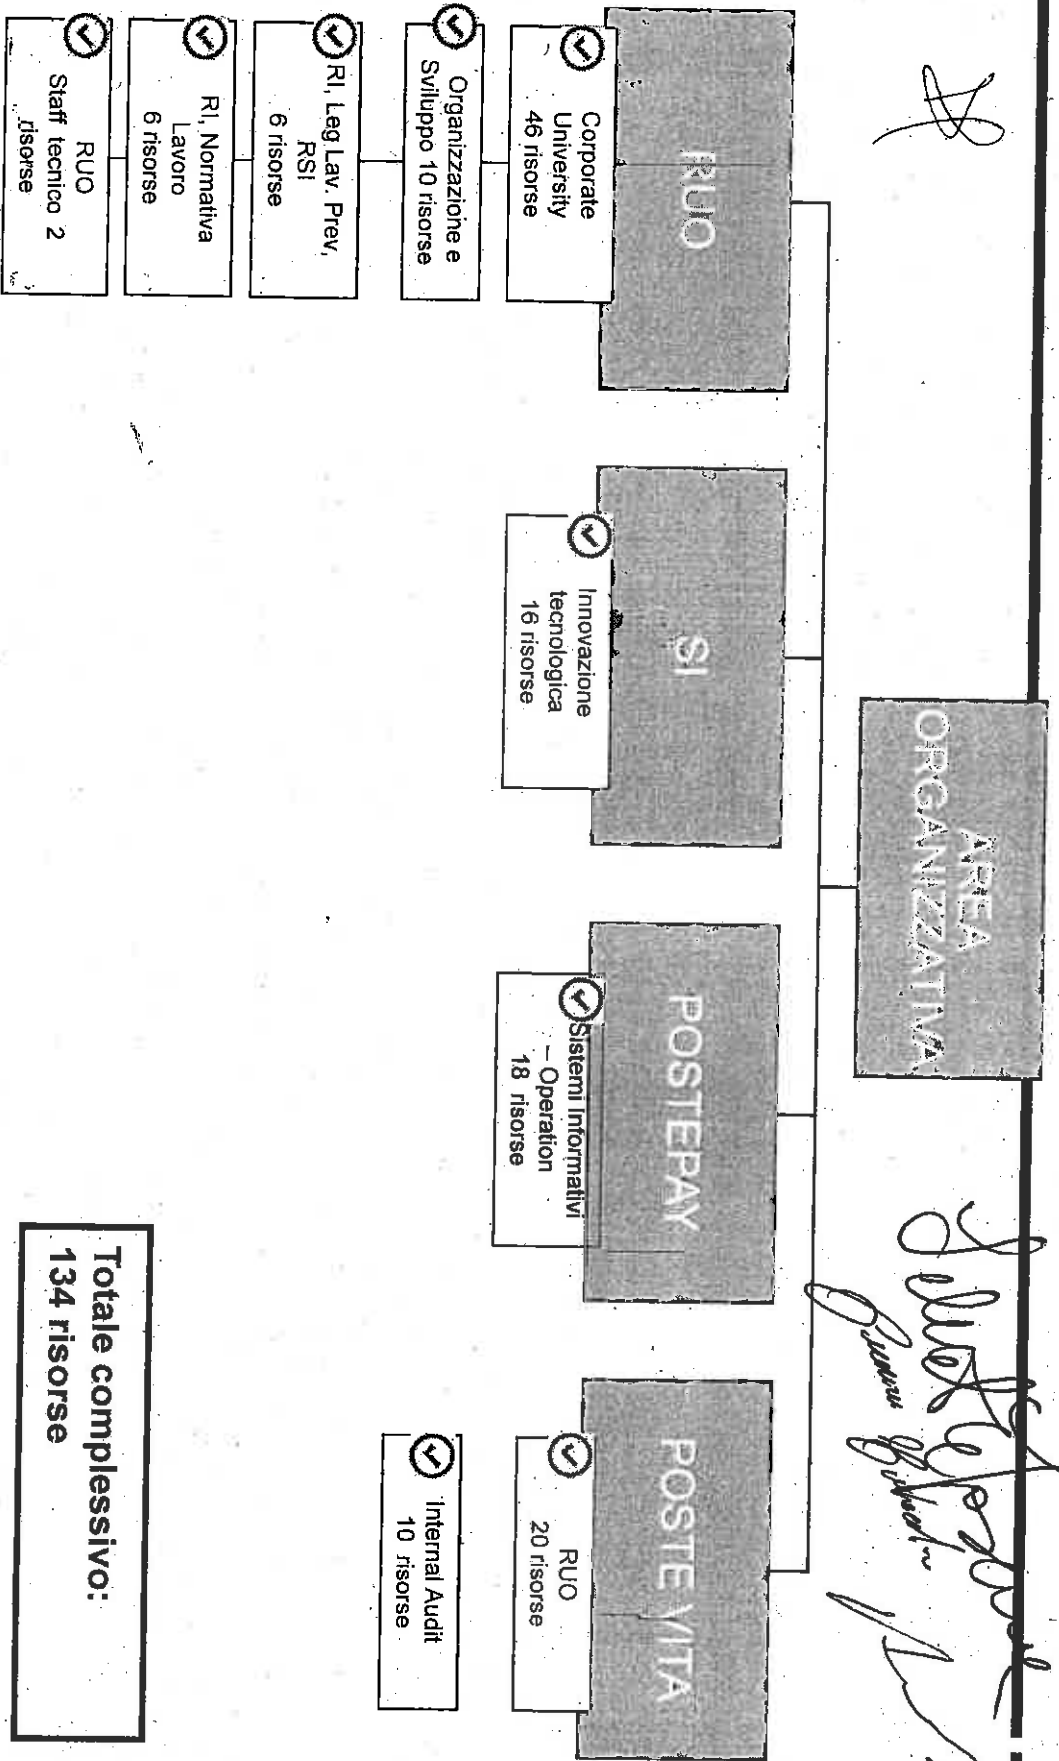 AREA
ORGANIZZATIVA
RUO
Corporate
University
46 risorse
Organizzazione e
Sviluppo 10 risorse
RI, Leg Lav. Prev,
RSI
6 risorse
RI, Normativa
Lavoro
6 risorse
RUO
Staff tecnico 2
risorse
SI
Innovazione
tecnologica
16 risorse
POSTEPAY
Sistemi Informativi
– Operation
18 risorse
POSTE VITA
RUO
20 risorse
Internal Audit
10 risorse
Totale complessivo:
134 risorse